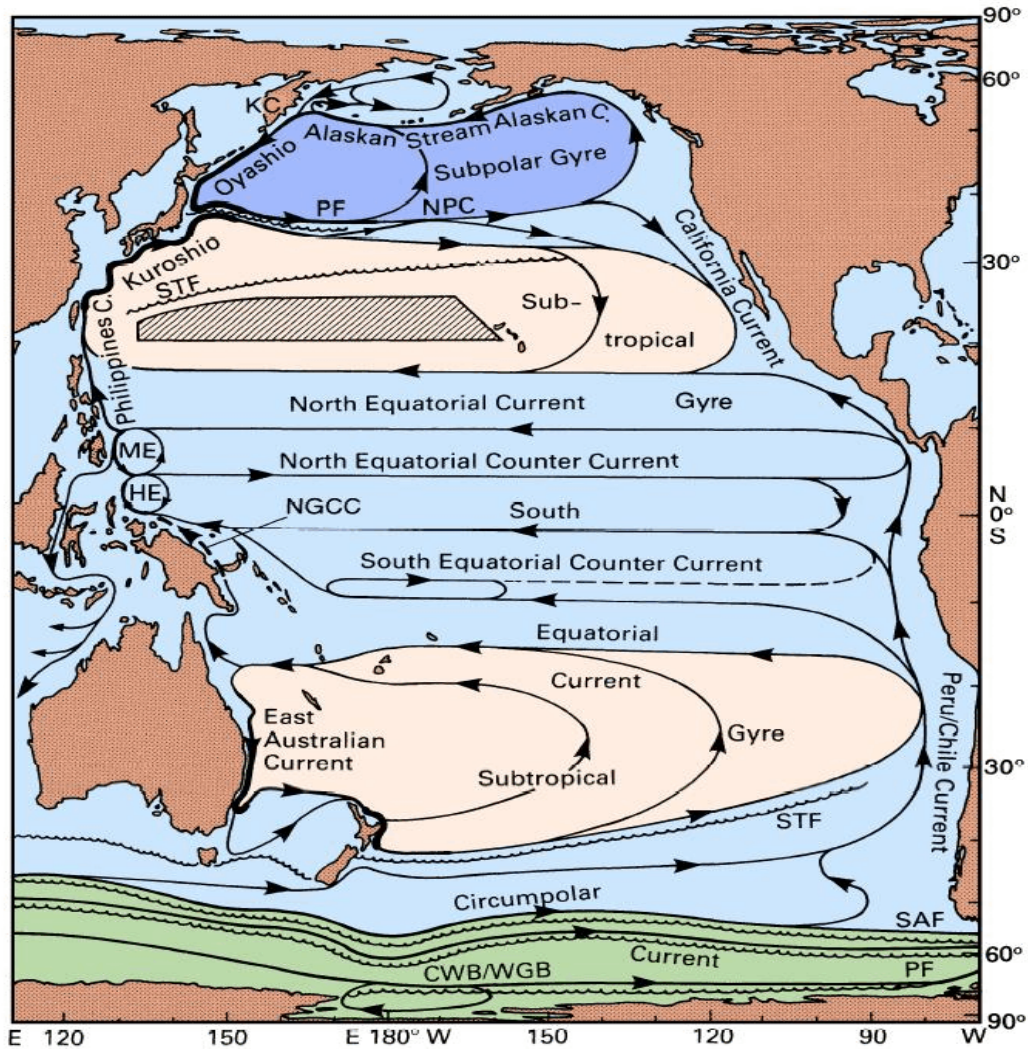 90°
60°
KC
Alaskan Stream
Alaskan C.
Oyashio
Subpolar Gyre
PF
NPC
California Current
Kuroshio
STF
30°
Sub-
tropical
Philippines C.
North Equatorial Current
Gyre
ME
North Equatorial Counter Current
HE
NGCC
South
N
0°
S
South Equatorial Counter Current
Equatorial
Current
East
Australian
Current
Gyre
Subtropical
Peru/Chile Current
30°
STF
Circumpolar
SAF
Current
60°
CWB/WGB
PF
90°
E 120 150 E 180° W 150 120 90 W